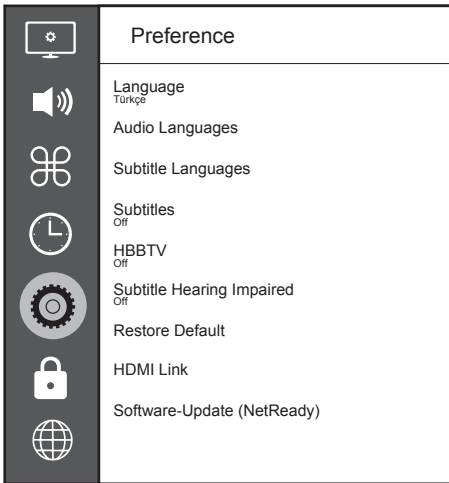 Preference
Language
Türkçe
Audio Languages
Subtitle Languages
Subtitles
Off
HBBTV
Off
Subtitle Hearing Impaired
Off
Restore Default
HDMI Link
Software-Update (NetReady)